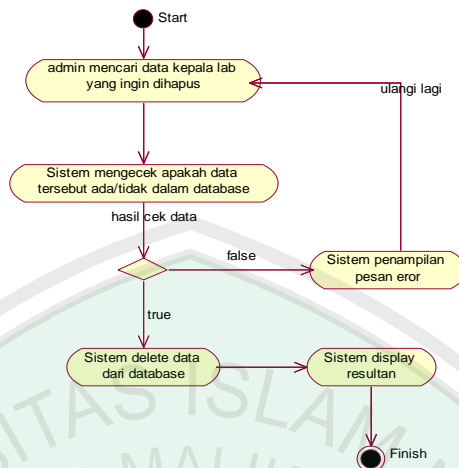 Start
admin mencari data kepala lab
yang ingin dihapus
ulangi lagi
Sistem mengecek apakah data
tersebut ada/tidak dalam database
hasil cek data
false
Sistem penampilan
pesan eror
true
Sistem delete data
dari database
Sistem display
resultan
Finish
ITAS ISLAM